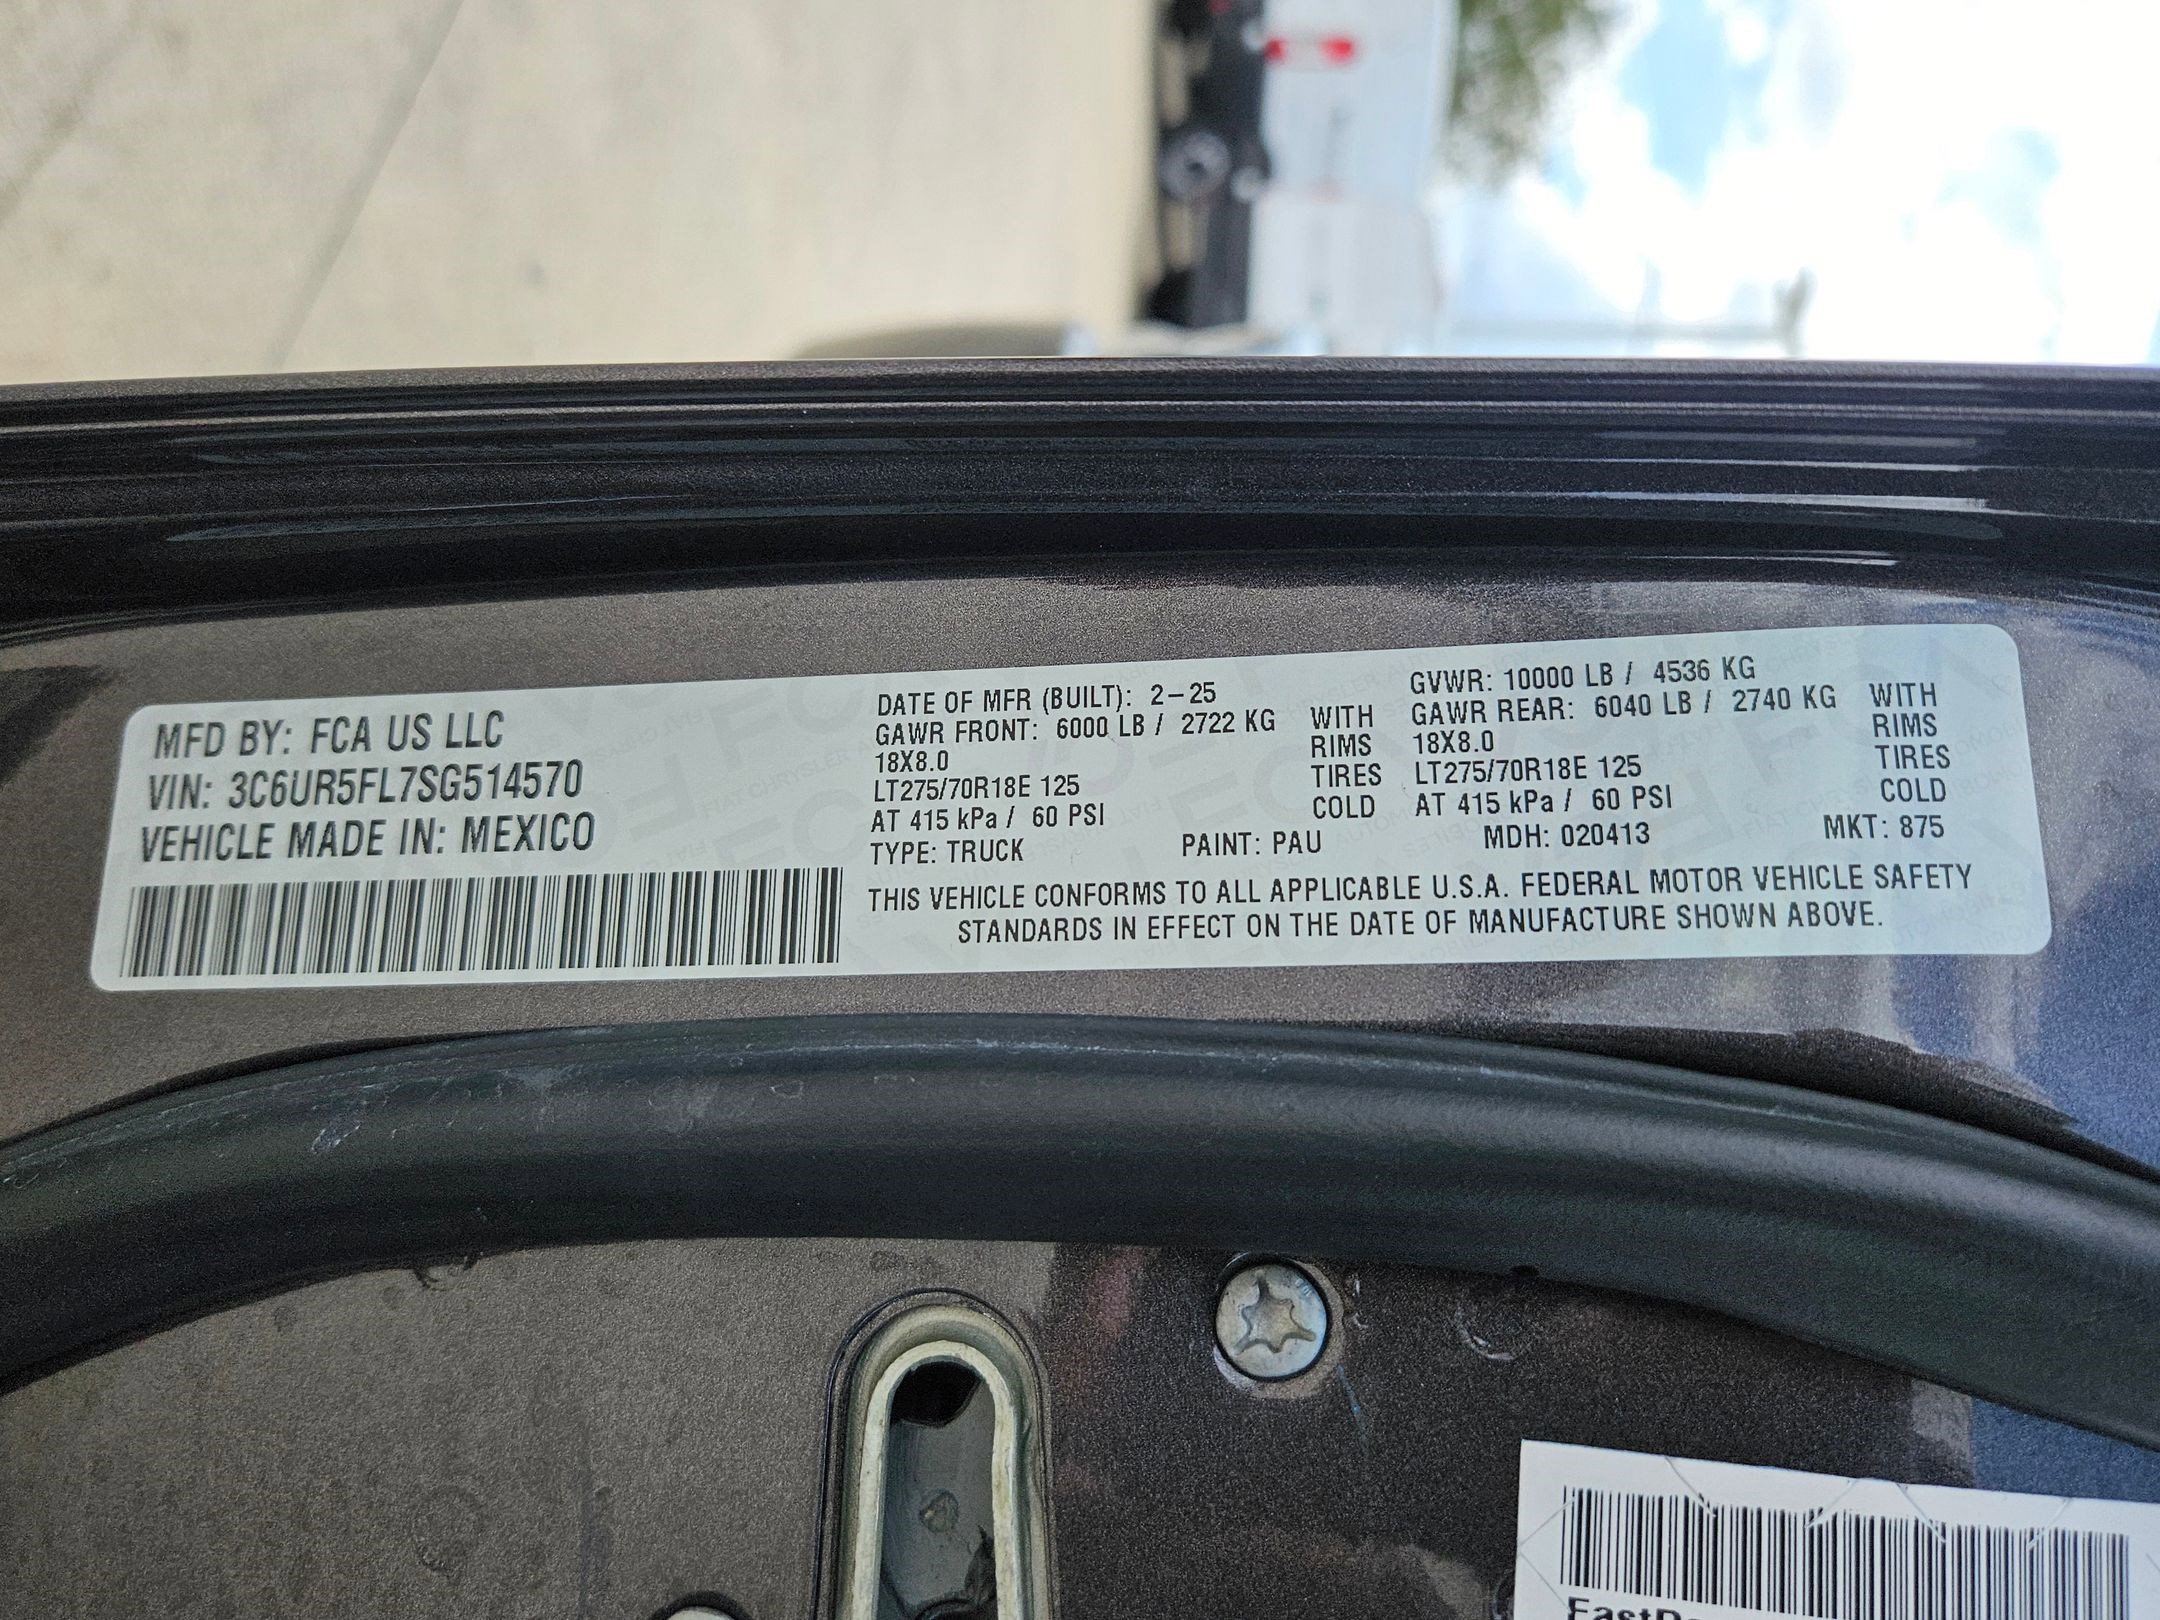 MFD BY: FCA US LLC
VIN: 3C6UR5FL7SG514570
VEHICLE MADE IN: MEXICO
DATE OF MFR (BUILT): 2-25
GAWR FRONT: 6000 LB / 2722 KG WITH
18X8.0 RIMS
LT275/70R18E 125 TIRES
AT 415 kPa / 60 PSI COLD
GVWR: 10000 LB / 4536 KG
GAWR REAR: 6040 LB / 2740 KG WITH
18X8.0 RIMS
LT275/70R18E 125 TIRES
AT 415 kPa / 60 PSI COLD
TYPE: TRUCK PAINT: PAU MDH: 020413 MKT: 875
THIS VEHICLE CONFORMS TO ALL APPLICABLE U.S.A. FEDERAL MOTOR VEHICLE SAFETY
STANDARDS IN EFFECT ON THE DATE OF MANUFACTURE SHOWN ABOVE.